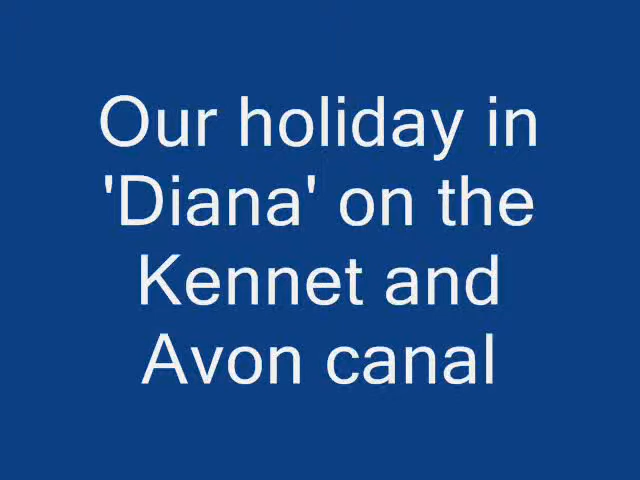 Our holiday in
'Diana' on the
Kennet and
Avon canal